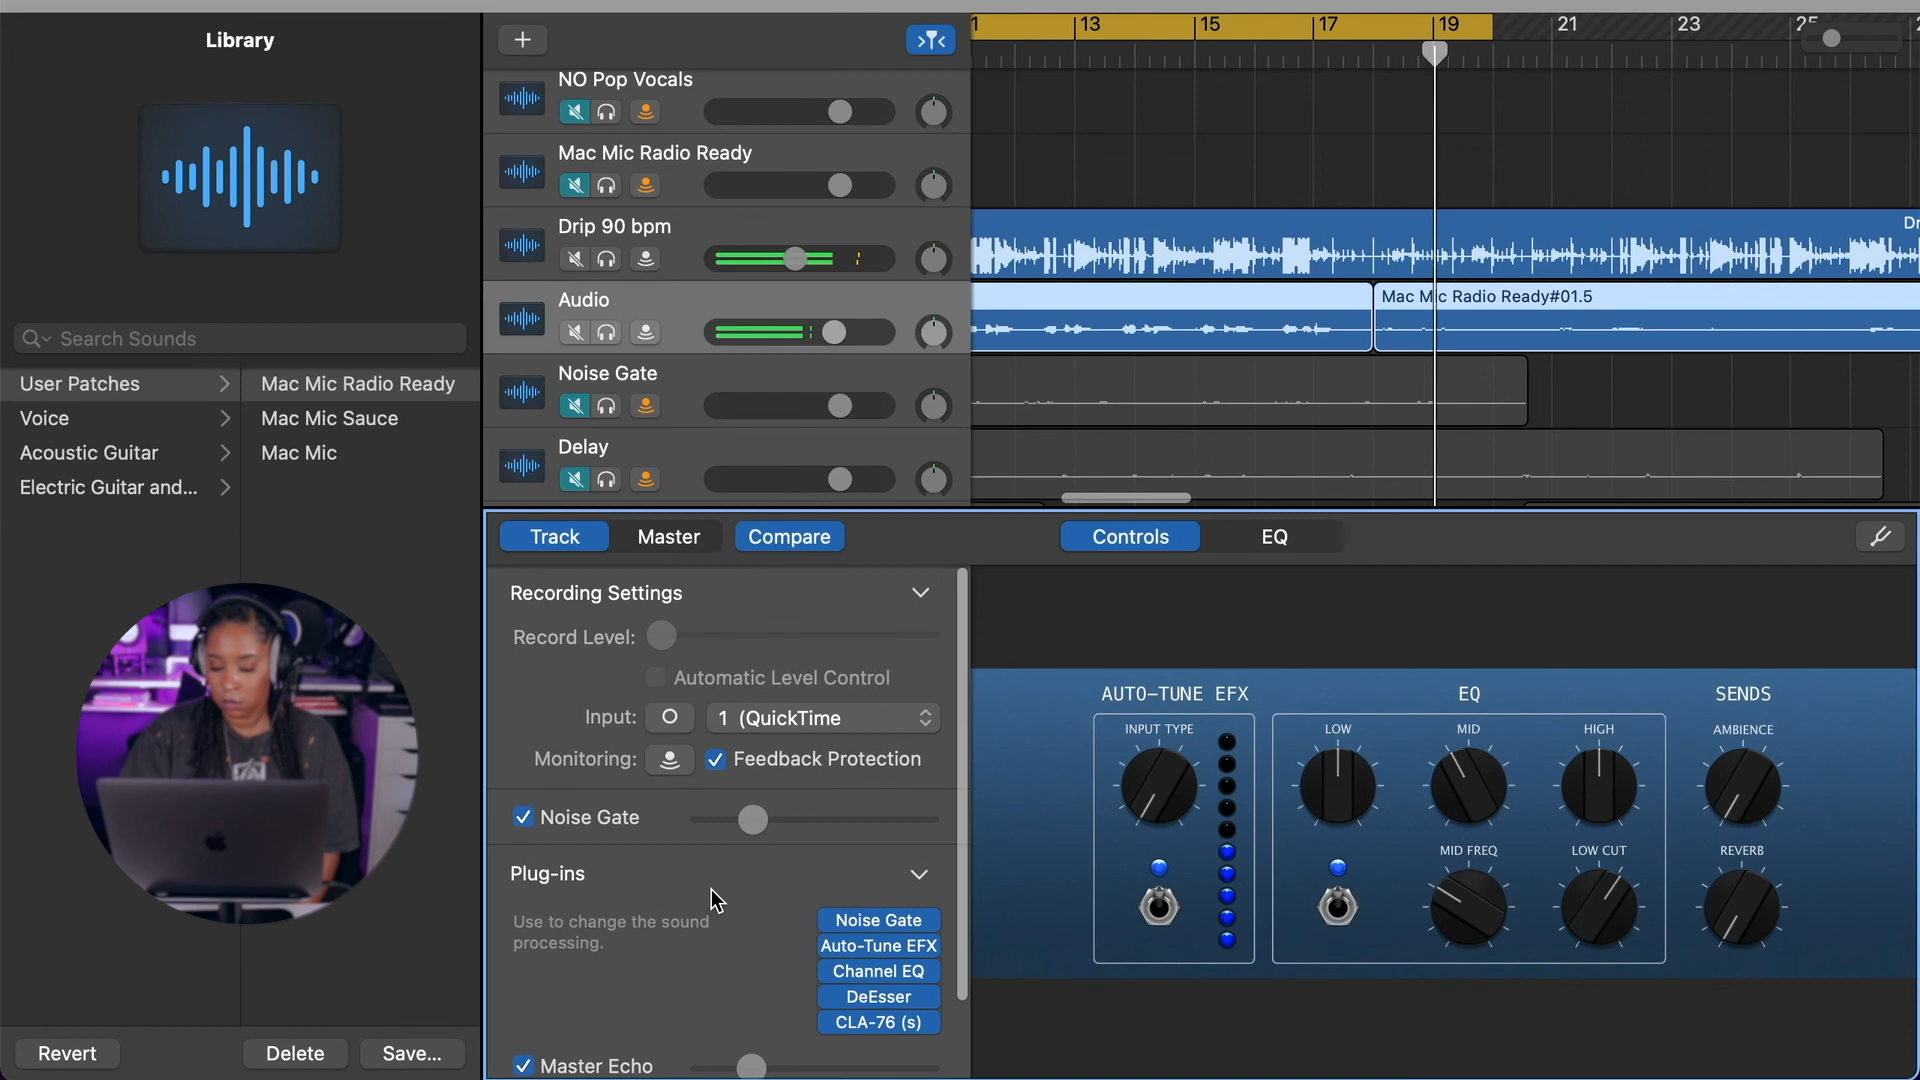 Library
Search Sounds
User Patches
Voice
Acoustic Guitar
Electric Guitar and...
Mac Mic Radio Ready
Mac Mic Sauce
Mac Mic
Revert
Delete
Save...
NO Pop Vocals
Mac Mic Radio Ready
Drip 90 bpm
Audio
Noise Gate
Delay
13
15
17
19
21
23
25
Mac Mic Radio Ready#01.5
Track
Master
Compare
Controls
EQ
Recording Settings
Record Level:
Automatic Level Control
Input:
1 (QuickTime
Monitoring:
Feedback Protection
Noise Gate
Plug-ins
Use to change the sound
processing.
Noise Gate
Auto-Tune EFX
Channel EQ
DeEsser
CLA-76 (s)
Master Echo
AUTO-TUNE EFX
INPUT TYPE
EQ
LOW
MID
HIGH
MID FREQ
LOW CUT
SENDS
AMBIENCE
REVERB